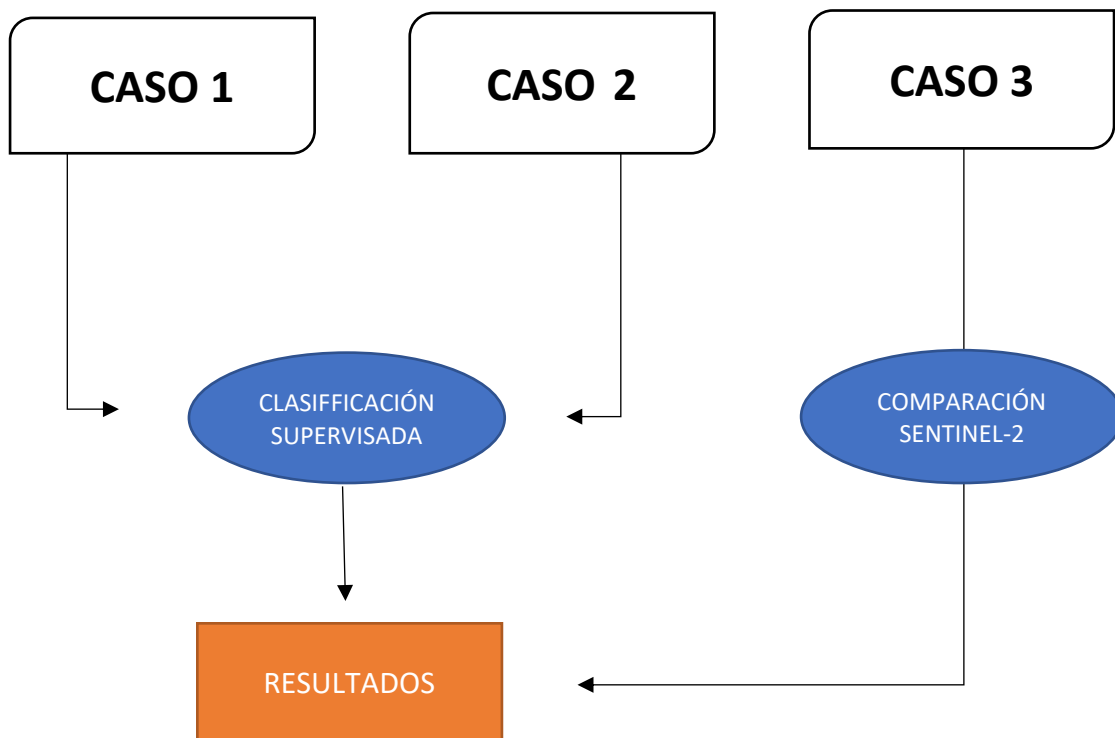 CASO 1
CASO 2
CASO 3
CLASIFFICACIÓN
SUPERVISADA
COMPARACIÓN
SENTINEL-2
RESULTADOS